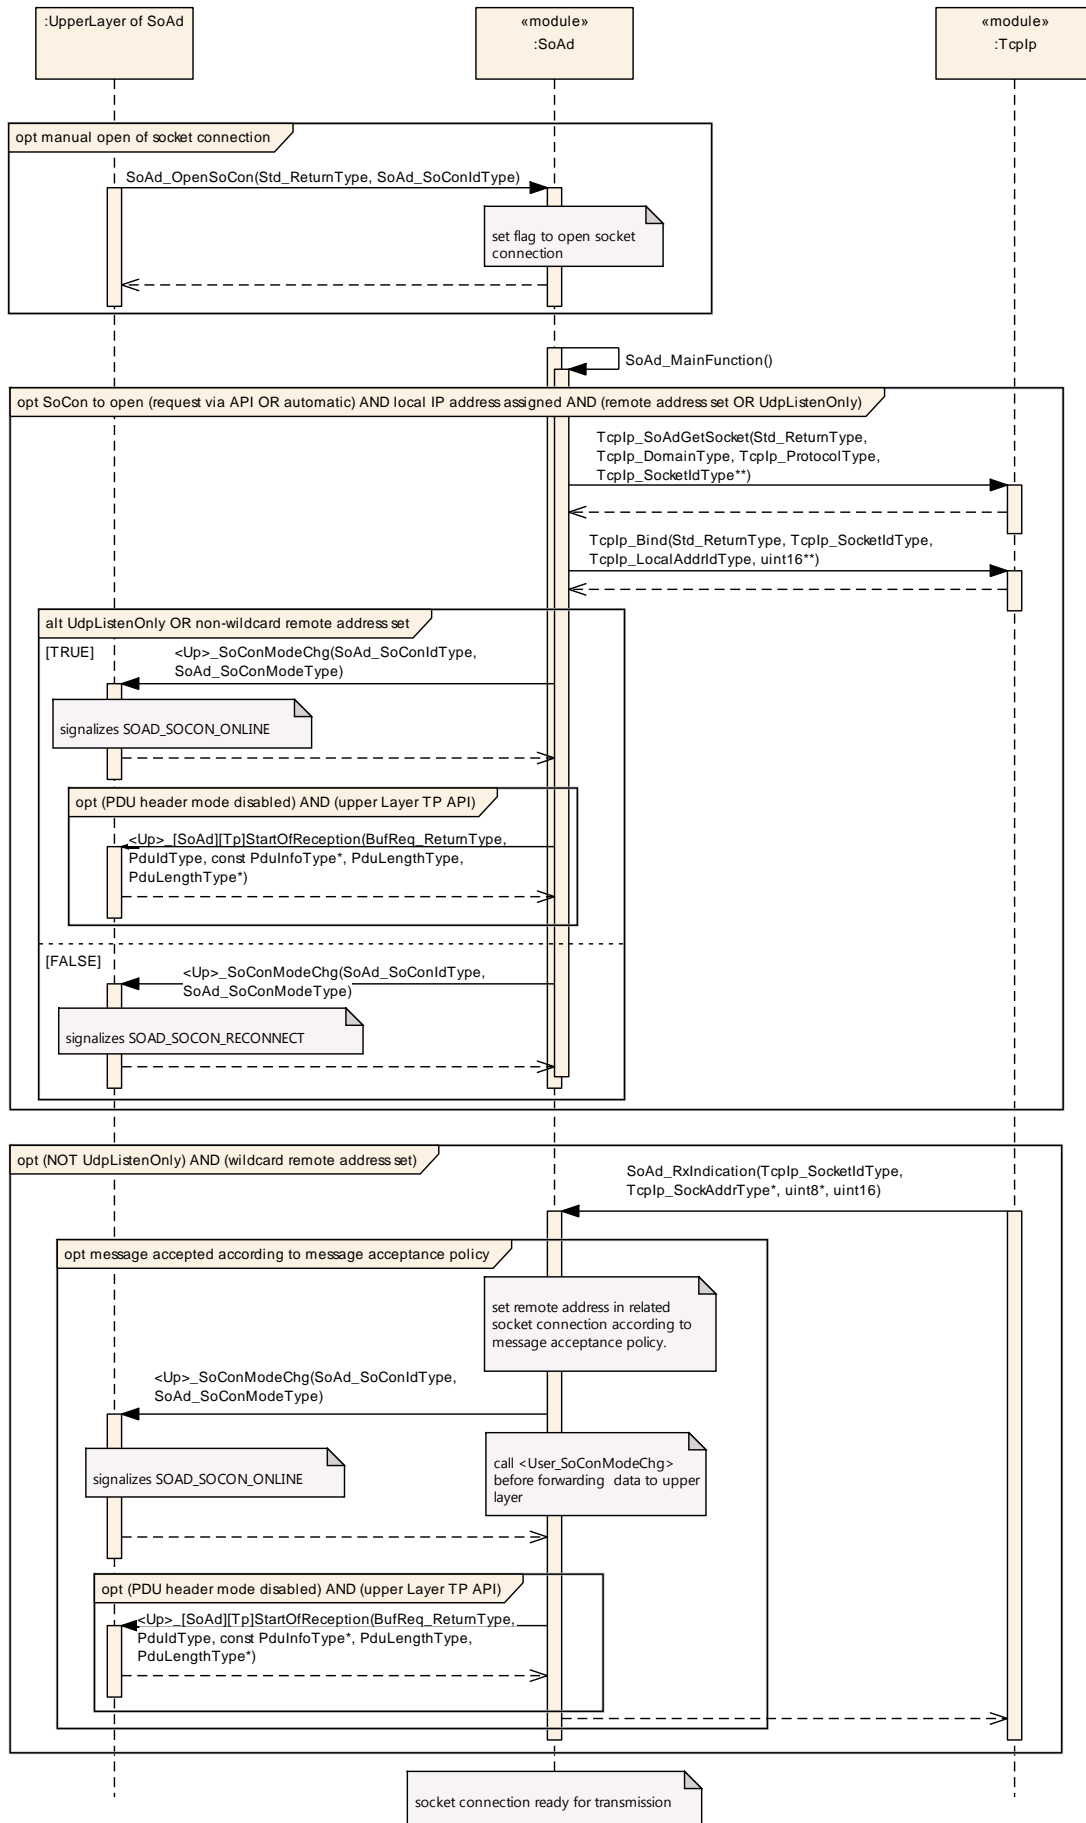 :UpperLayer of SoAd
«module»
:SoAd
«module»
:TcpIp
opt manual open of socket connection
SoAd_OpenSoCon(Std_ReturnType, SoAd_SoConIdType)
set flag to open socket
connection
SoAd_MainFunction()
opt SoCon to open (request via API OR automatic) AND local IP address assigned AND (remote address set OR UdpListenOnly)
TcpIp_SoAdGetSocket(Std_ReturnType,
TcpIp_DomainType, TcpIp_ProtocolType,
TcpIp_SocketIdType**)
TcpIp_Bind(Std_ReturnType, TcpIp_SocketIdType,
TcpIp_LocalAddrIdType, uint16**)
alt UdpListenOnly OR non-wildcard remote address set
[TRUE]
<Up>_SoConModeChg(SoAd_SoConIdType,
SoAd_SoConModeType)
signalizes SOAD_SOCON_ONLINE
opt (PDU header mode disabled) AND (upper Layer TP API)
<Up>_[SoAd][Tp]StartOfReception(BufReq_ReturnType,
PduIdType, const PduInfoType*, PduLengthType,
PduLengthType*)
[FALSE]
<Up>_SoConModeChg(SoAd_SoConIdType,
SoAd_SoConModeType)
signalizes SOAD_SOCON_RECONNECT
opt (NOT UdpListenOnly) AND (wildcard remote address set)
SoAd_RxIndication(TcpIp_SocketIdType,
TcpIp_SockAddrType*, uint8*, uint16)
opt message accepted according to message acceptance policy
set remote address in related
socket connection according to
message acceptance policy.
<Up>_SoConModeChg(SoAd_SoConIdType,
SoAd_SoConModeType)
signalizes SOAD_SOCON_ONLINE
call <User_SoConModeChg>
before forwarding  data to upper
layer
opt (PDU header mode disabled) AND (upper Layer TP API)
<Up>_[SoAd][Tp]StartOfReception(BufReq_ReturnType,
PduIdType, const PduInfoType*, PduLengthType,
PduLengthType*)
socket connection ready for transmission